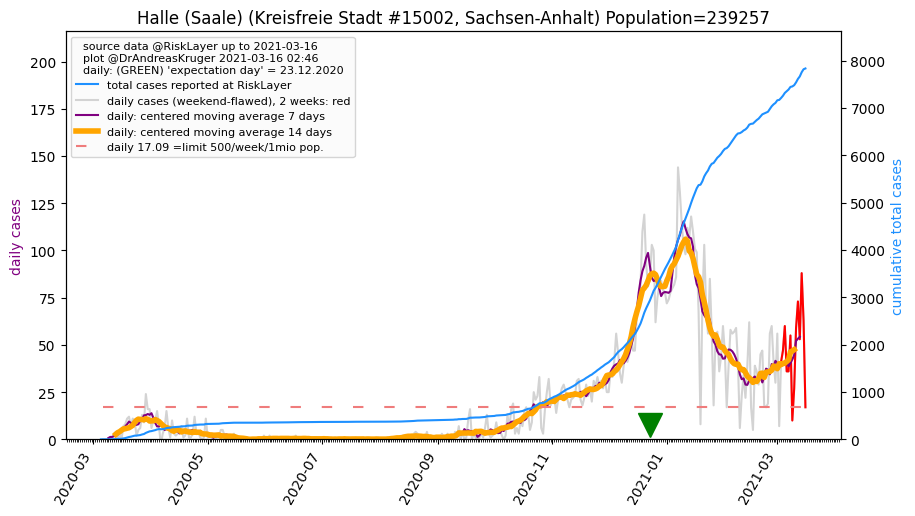 Halle (Saale) (Kreisfreie Stadt #15002, Sachsen-Anhalt) Population=239257
source data @RiskLayer up to 2021-03-16
plot @DrAndreasKruger 2021-03-16 02:46
daily: (GREEN) 'expectation day' = 23.12.2020
total cases reported at RiskLayer
daily cases (weekend-flawed), 2 weeks: red
daily: centered moving average 7 days
daily: centered moving average 14 days
daily 17.09 =limit 500/week/1mio pop.
daily cases
200
175
150
125
100
75
50
25
0
cumulative total cases
8000
7000
6000
5000
4000
3000
2000
1000
0
2020-03
2020-05
2020-07
2020-09
2020-11
2021-01
2021-03